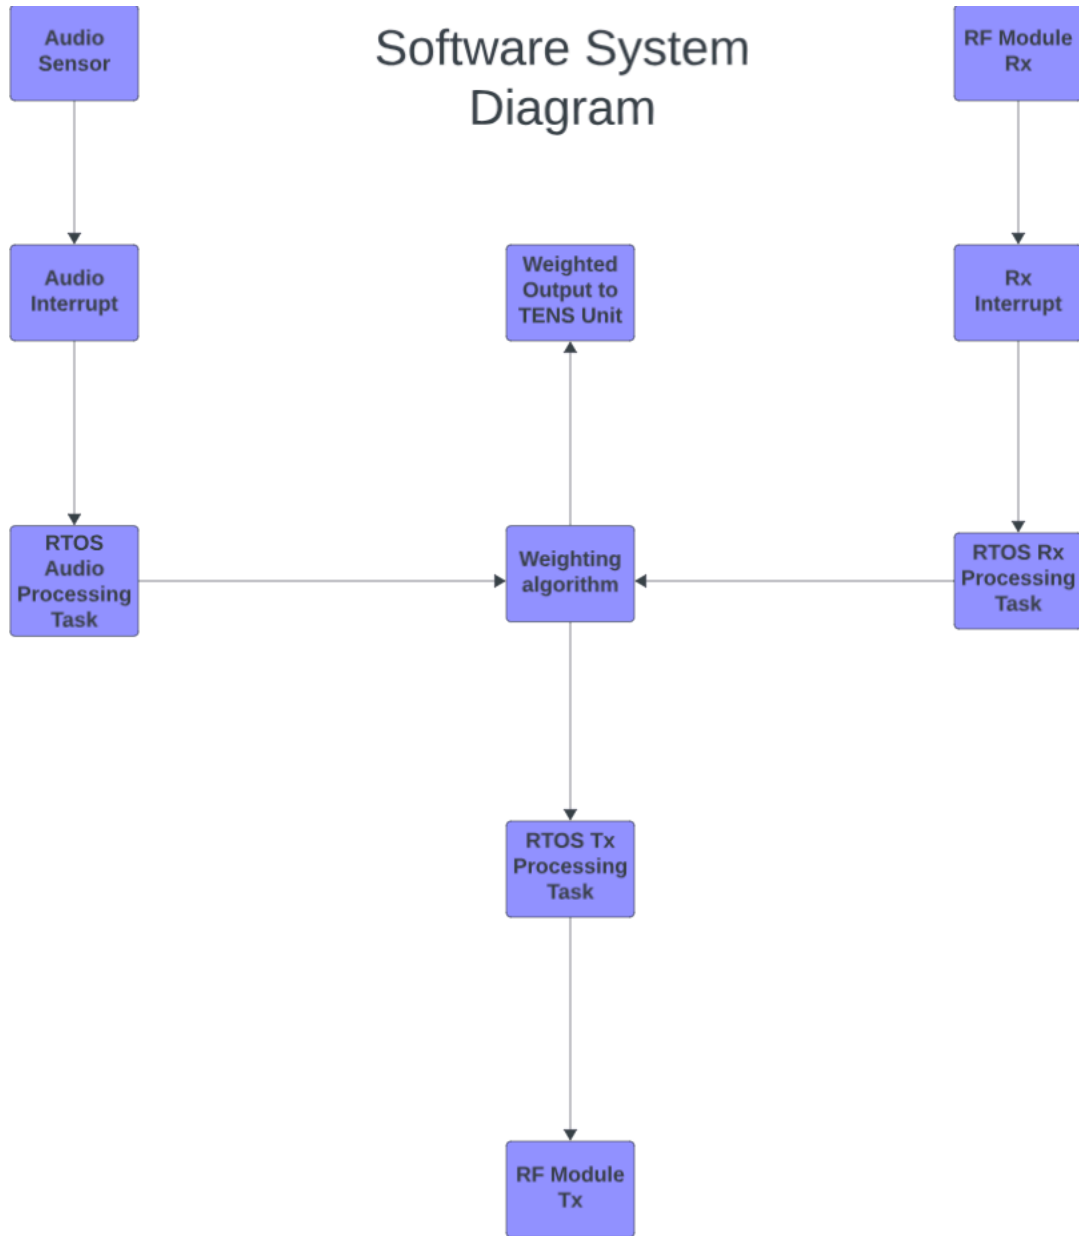 Audio
Sensor
Software System
Diagram
RF Module
Rx
Audio
Interrupt
Weighted
Output to
TENS Unit
Rx
Interrupt
RTOS
Audio
Processing
Task
Weighting
algorithm
RTOS Rx
Processing
Task
RTOS Tx
Processing
Task
RF Module
Tx